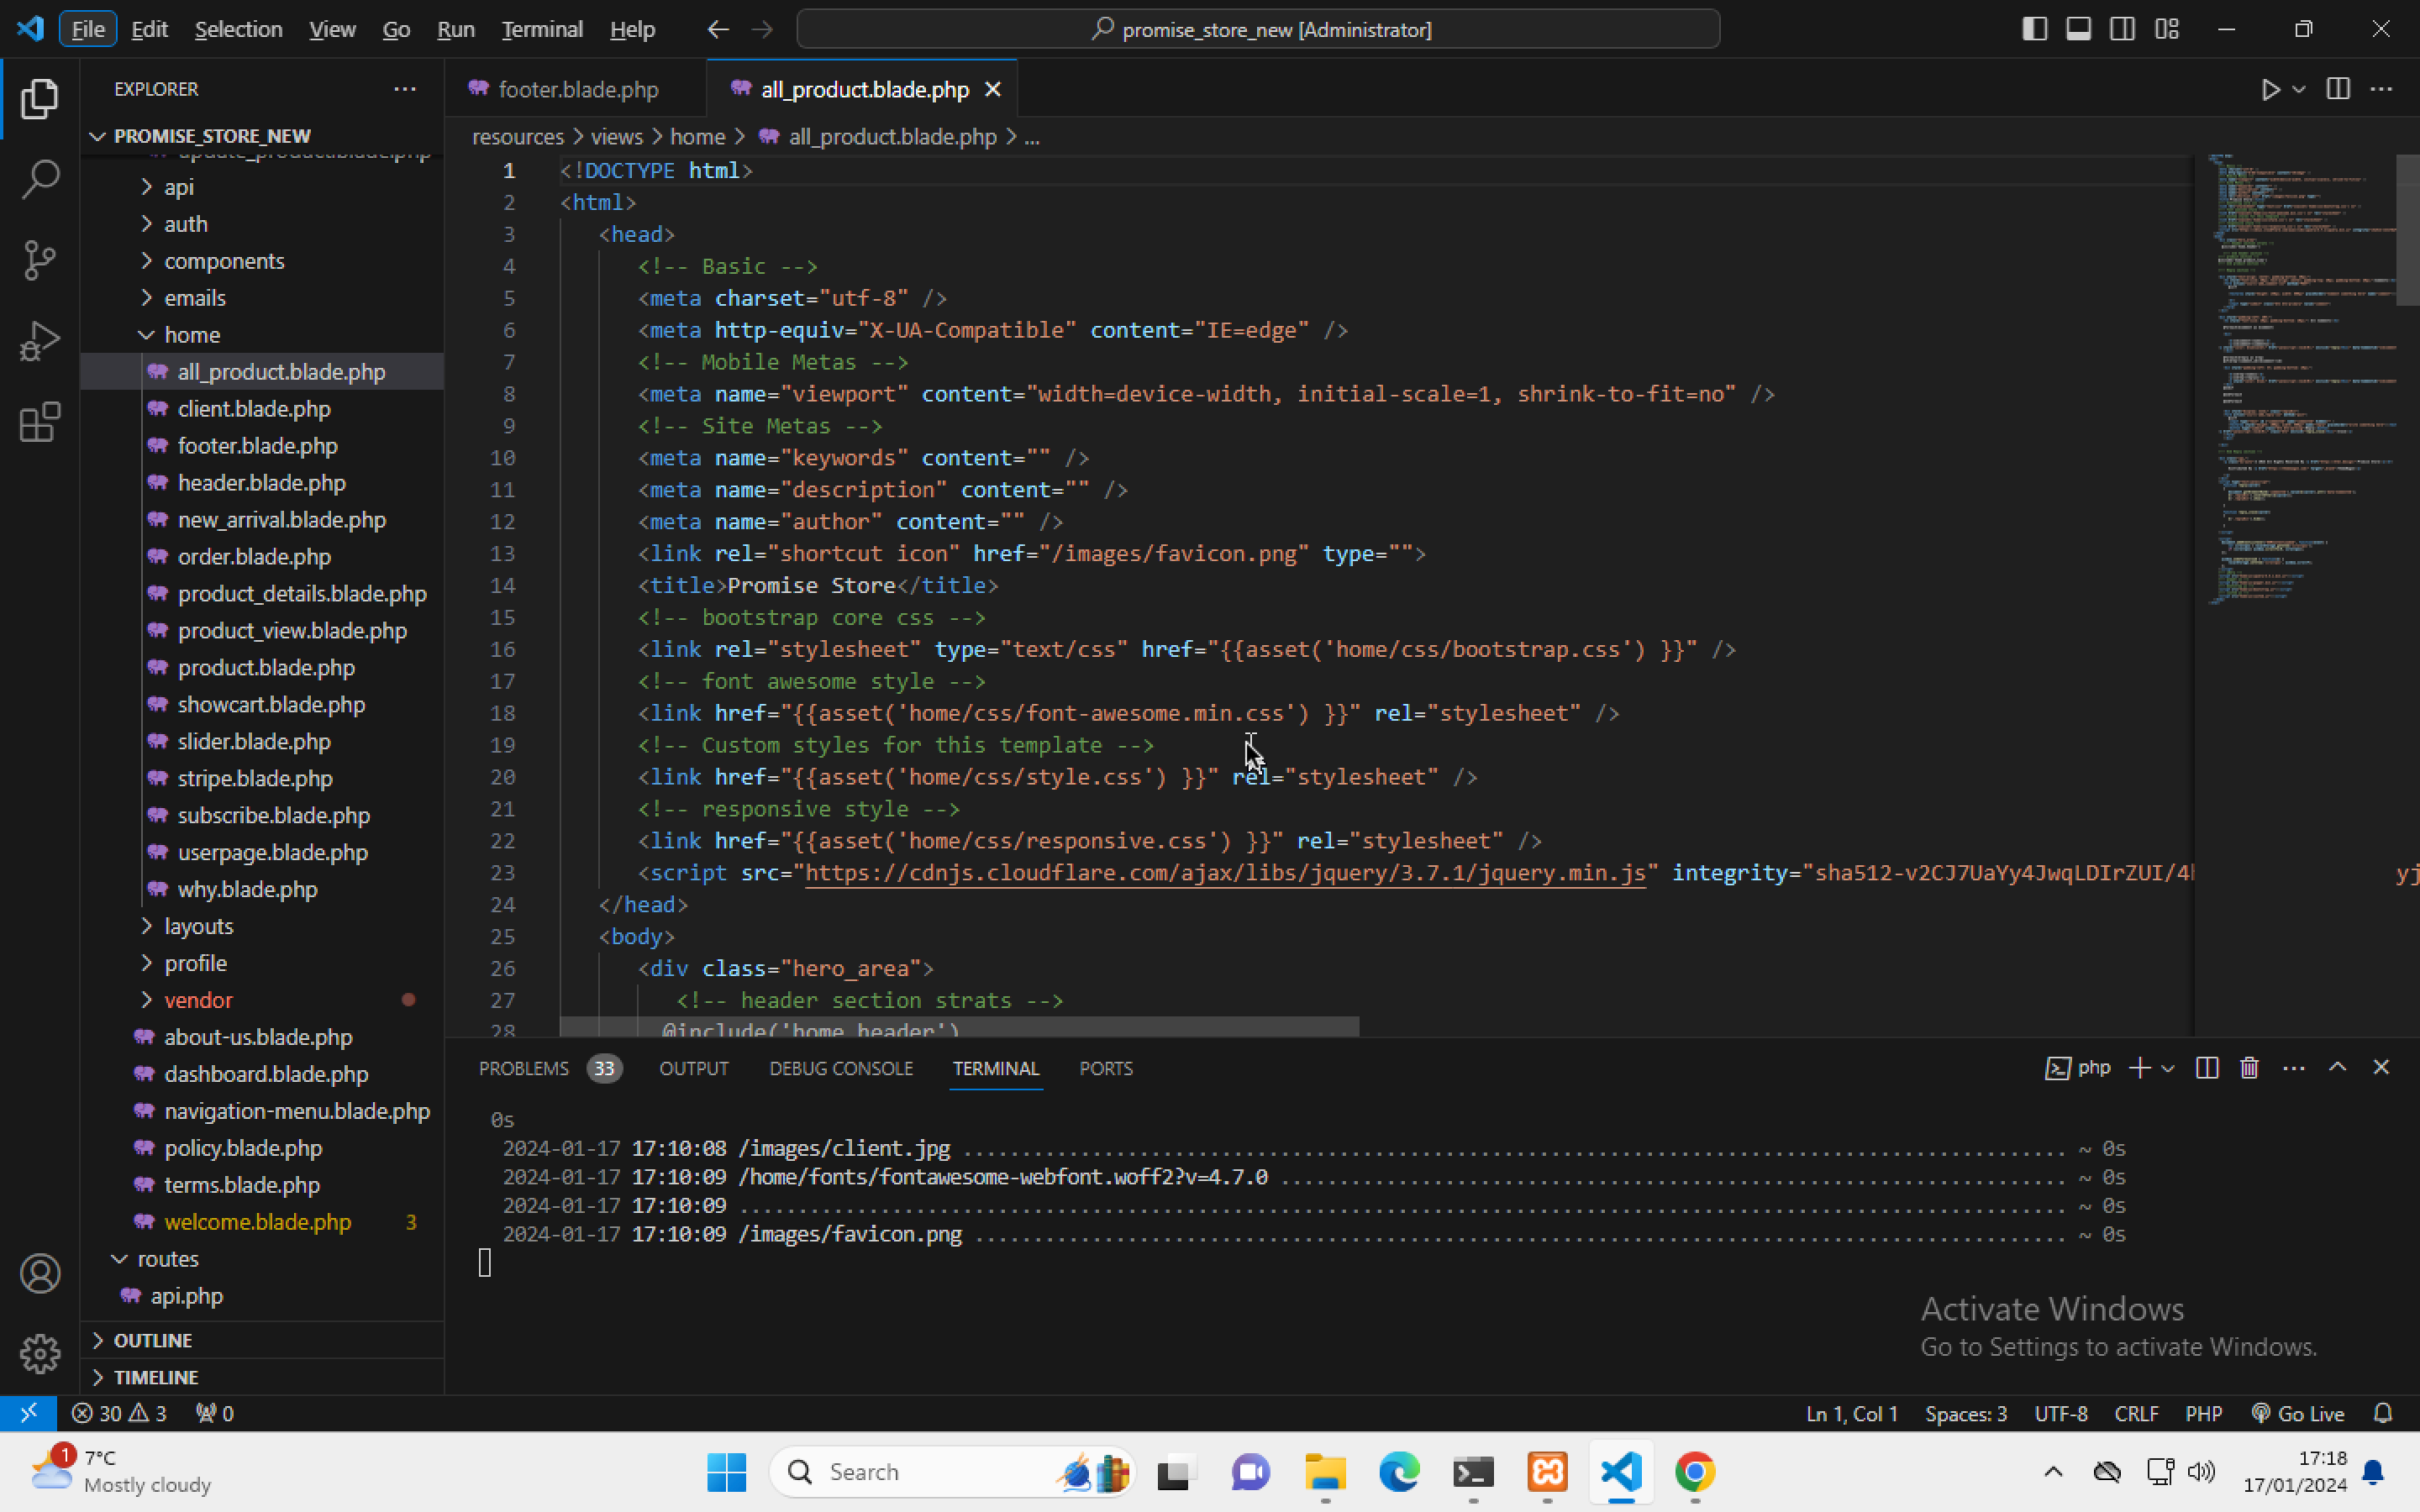 File Edit Selection View Go Run Terminal Help
promise_store_new [Administrator]
EXPLORER
PROMISE_STORE_NEW
update_product.blade.php
api
auth
components
emails
home
all_product.blade.php
client.blade.php
footer.blade.php
header.blade.php
new_arrival.blade.php
order.blade.php
product_details.blade.php
product_view.blade.php
product.blade.php
showcart.blade.php
slider.blade.php
stripe.blade.php
subscribe.blade.php
userpage.blade.php
why.blade.php
layouts
profile
vendor
about-us.blade.php
dashboard.blade.php
navigation-menu.blade.php
policy.blade.php
terms.blade.php
welcome.blade.php 3
routes
api.php
OUTLINE
TIMELINE
footer.blade.php
all_product.blade.php
resources > views > home > all_product.blade.php > ...
1 <!DOCTYPE html>
2 <html>
3 <head>
4 <!-- Basic -->
5 <meta charset="utf-8" />
6 <meta http-equiv="X-UA-Compatible" content="IE=edge" />
7 <!-- Mobile Metas -->
8 <meta name="viewport" content="width=device-width, initial-scale=1, shrink-to-fit=no" />
9 <!-- Site Metas -->
10 <meta name="keywords" content="" />
11 <meta name="description" content="" />
12 <meta name="author" content="" />
13 <link rel="shortcut icon" href="/images/favicon.png" type="">
14 <title>Promise Store</title>
15 <!-- bootstrap core css -->
16 <link rel="stylesheet" type="text/css" href="{{asset('home/css/bootstrap.css') }}" />
17 <!-- font awesome style -->
18 <link href="{{asset('home/css/font-awesome.min.css') }}" rel="stylesheet" />
19 <!-- Custom styles for this template -->
20 <link href="{{asset('home/css/style.css') }}" rel="stylesheet" />
21 <!-- responsive style -->
22 <link href="{{asset('home/css/responsive.css') }}" rel="stylesheet" />
23 <script src="https://cdnjs.cloudflare.com/ajax/libs/jquery/3.7.1/jquery.min.js" integrity="sha512-v2CJ7UaYy4JwqLDIrZUI/4 yj
24 </head>
25 <body>
26 <div class="hero_area">
27 <!-- header section strats -->
28 @include('home.header')
PROBLEMS 33 OUTPUT DEBUG CONSOLE TERMINAL PORTS
php
0s
2024-01-17 17:10:08 /images/client.jpg ~ 0s
2024-01-17 17:10:09 /home/fonts/fontawesome-webfont.woff2?v=4.7.0 ~ 0s
2024-01-17 17:10:09 ~ 0s
2024-01-17 17:10:09 /images/favicon.png ~ 0s
Activate Windows
Go to Settings to activate Windows.
30 3 0
Ln 1, Col 1 Spaces: 3 UTF-8 CRLF PHP Go Live
1 7°C
Mostly cloudy
Search
17:18
17/01/2024